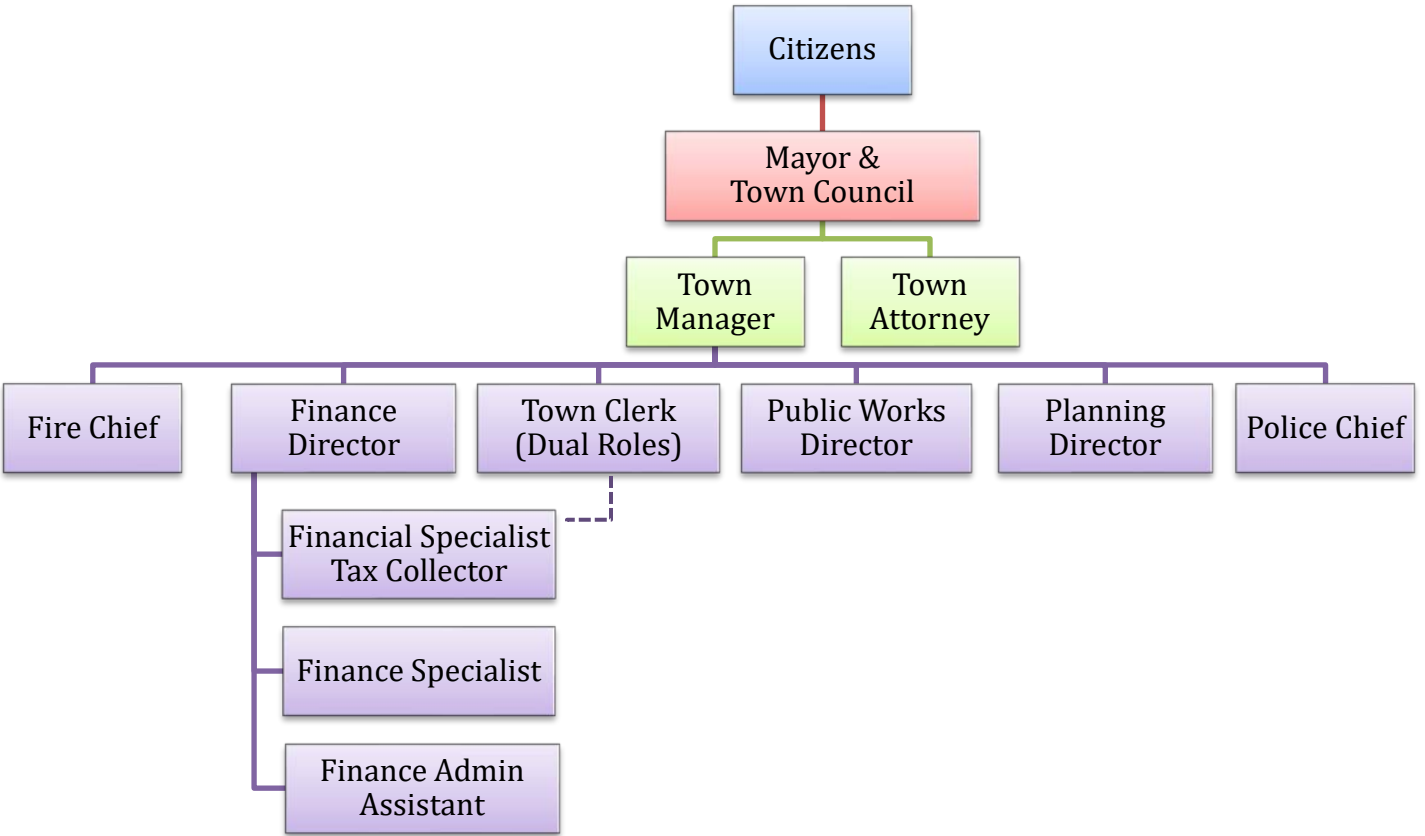 Citizens
Mayor &
Town Council
Town
Manager
Town
Attorney
Fire Chief
Finance
Director
Town Clerk
(Dual Roles)
Public Works
Director
Planning
Director
Police Chief
Financial Specialist
Tax Collector
Finance Specialist
Finance Admin
Assistant